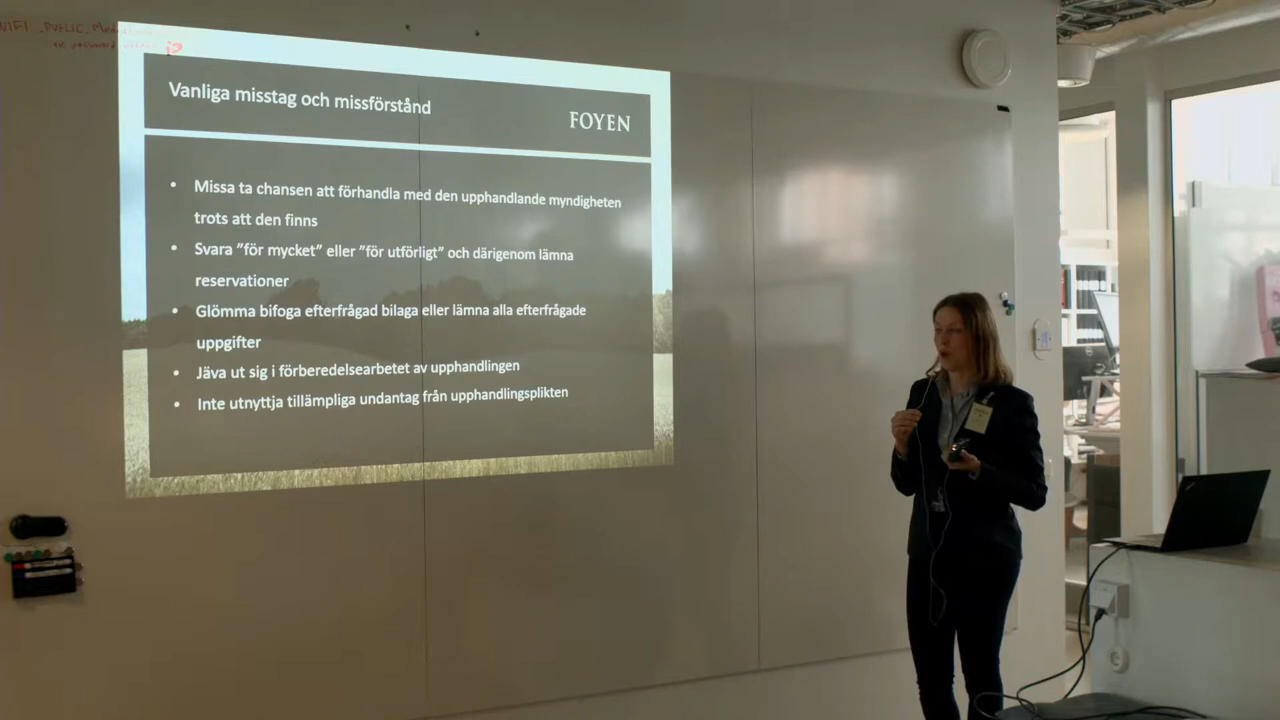 WIFI _PUBLIC_
Vanliga misstag och missförstånd
FOYEN
• Missa ta chansen att förhandla med den upphandlande myndigheten
trots att den finns
• Svara ”för mycket” eller ”för utförligt” och därigenom lämna
reservationer
• Glömma bifoga efterfrågad bilaga eller lämna alla efterfrågade
uppgifter
• Jäva ut sig i förberedelsearbetet av upphandlingen
• Inte utnyttja tillämpliga undantag från upphandlingsplikten